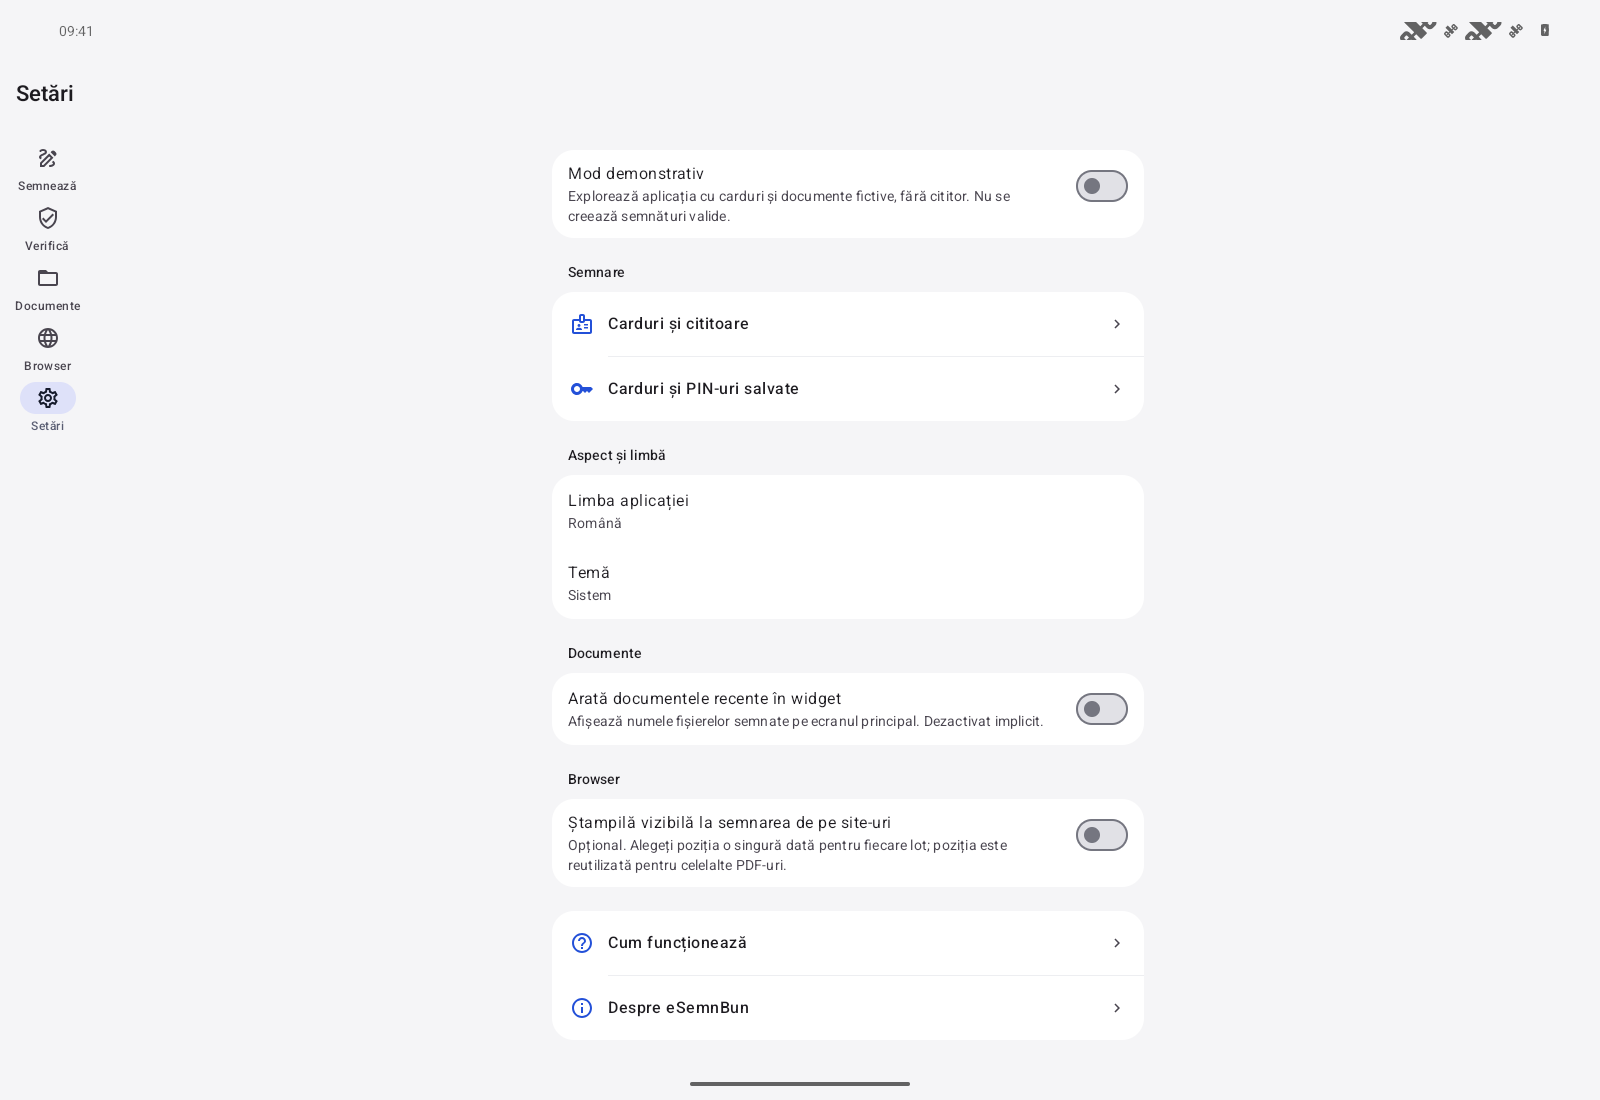 09:41
Setări
Semnează
Verifică
Documente
Browser
Setări
Mod demonstrativ
Explorează aplicația cu carduri și documente fictive, fără cititor. Nu se
creează semnături valide.
Semnare
Carduri și cititoare
Carduri și PIN-uri salvate
Aspect și limbă
Limba aplicației
Română
Temă
Sistem
Documente
Arată documentele recente în widget
Afișează numele fișierelor semnate pe ecranul principal. Dezactivat implicit.
Browser
Ștampilă vizibilă la semnarea de pe site-uri
Opțional. Alegeți poziția o singură dată pentru fiecare lot; poziția este
reutilizată pentru celelalte PDF-uri.
Cum funcționează
Despre eSemnBun